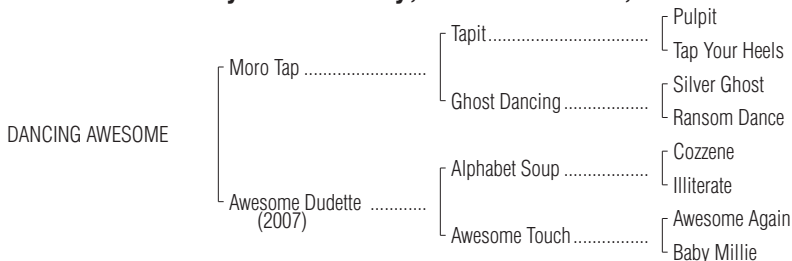 Pulpit
Tapit
Tap Your Heels
Moro Tap
Silver Ghost
Ghost Dancing
Ransom Dance
DANCING AWESOME
Cozzene
Alphabet Soup
Illiterate
Awesome Dudette
(2007)
Awesome Again
Awesome Touch
Baby Millie